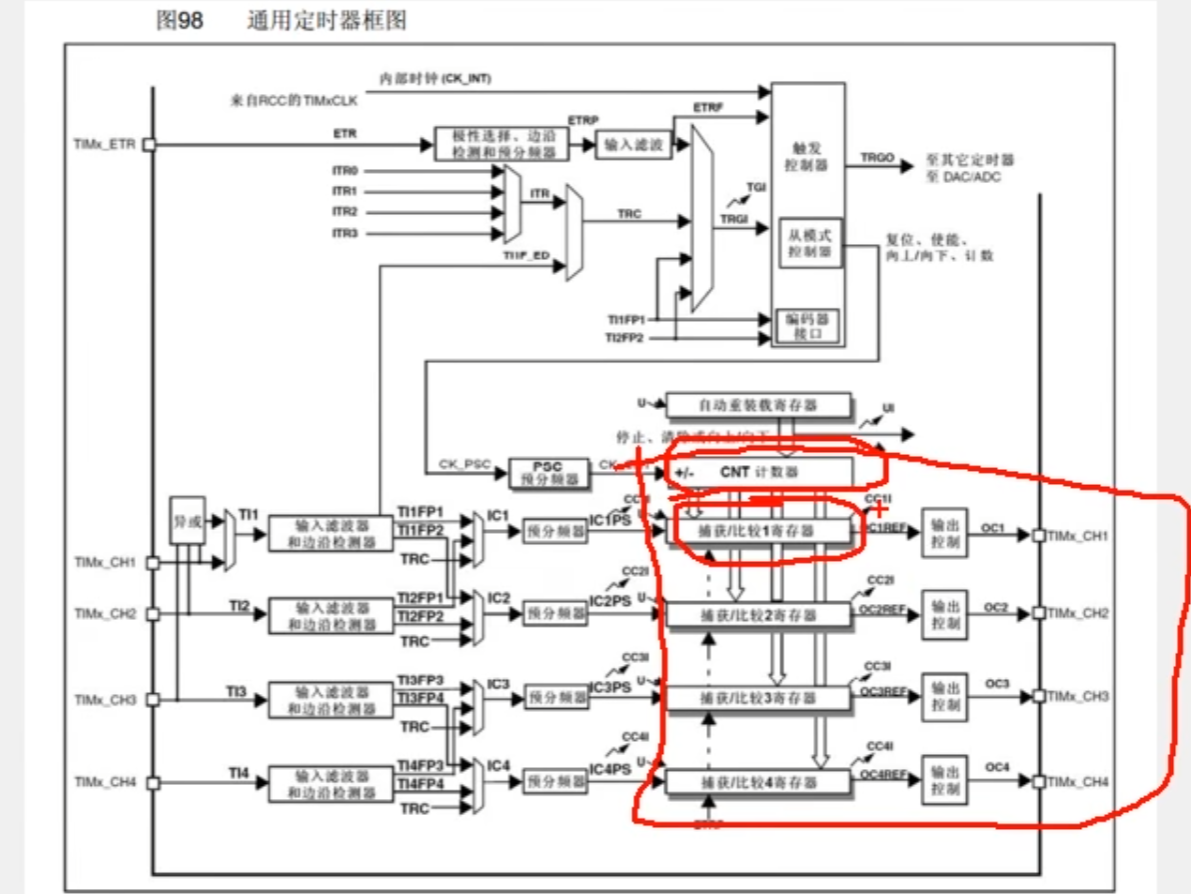 图98 通用定时器框图
内部时钟(CK_INT)
来自RCC的TIMxCLK
ETRF
TIMx_ETR
ETR
极性选择、边沿
检测和预分频器
ETRP
输入滤波
触发
控制器
TRGO
至其它定时器
至 DAC/ADC
ITR0
ITR1
ITR2
ITR3
ITR
TRC
TGI
TRGI
从模式
控制器
复位、使能、
向上/向下、计数
TI1F_ED
TI1FP1
TI2FP2
编码器
接口
U
自动重装载寄存器
UI
停止、清除或向上/向下
CK_PSC
PSC
预分频器
+/-
CNT 计数器
异或
TI1
输入滤波器
和边沿检测器
TI1FP1
TI1FP2
TRC
IC1
预分频器
IC1PS
U
捕获/比较1寄存器
CC1I
OC1REF
输出
控制
OC1
TIMx_CH1
TIMx_CH1
TIMx_CH2
TI2
输入滤波器
和边沿检测器
TI2FP1
TI2FP2
TRC
IC2
预分频器
CC2I
IC2PS
U
捕获/比较2寄存器
CC2I
OC2REF
输出
控制
OC2
TIMx_CH2
TIMx_CH3
TI3
输入滤波器
和边沿检测器
TI3FP3
TI3FP4
TRC
IC3
预分频器
CC3I
IC3PS
U
捕获/比较3寄存器
CC3I
OC3REF
输出
控制
OC3
TIMx_CH3
TIMx_CH4
TI4
输入滤波器
和边沿检测器
TI4FP3
TI4FP4
TRC
IC4
预分频器
CC4I
IC4PS
U
捕获/比较4寄存器
CC4I
OC4REF
输出
控制
OC4
TIMx_CH4